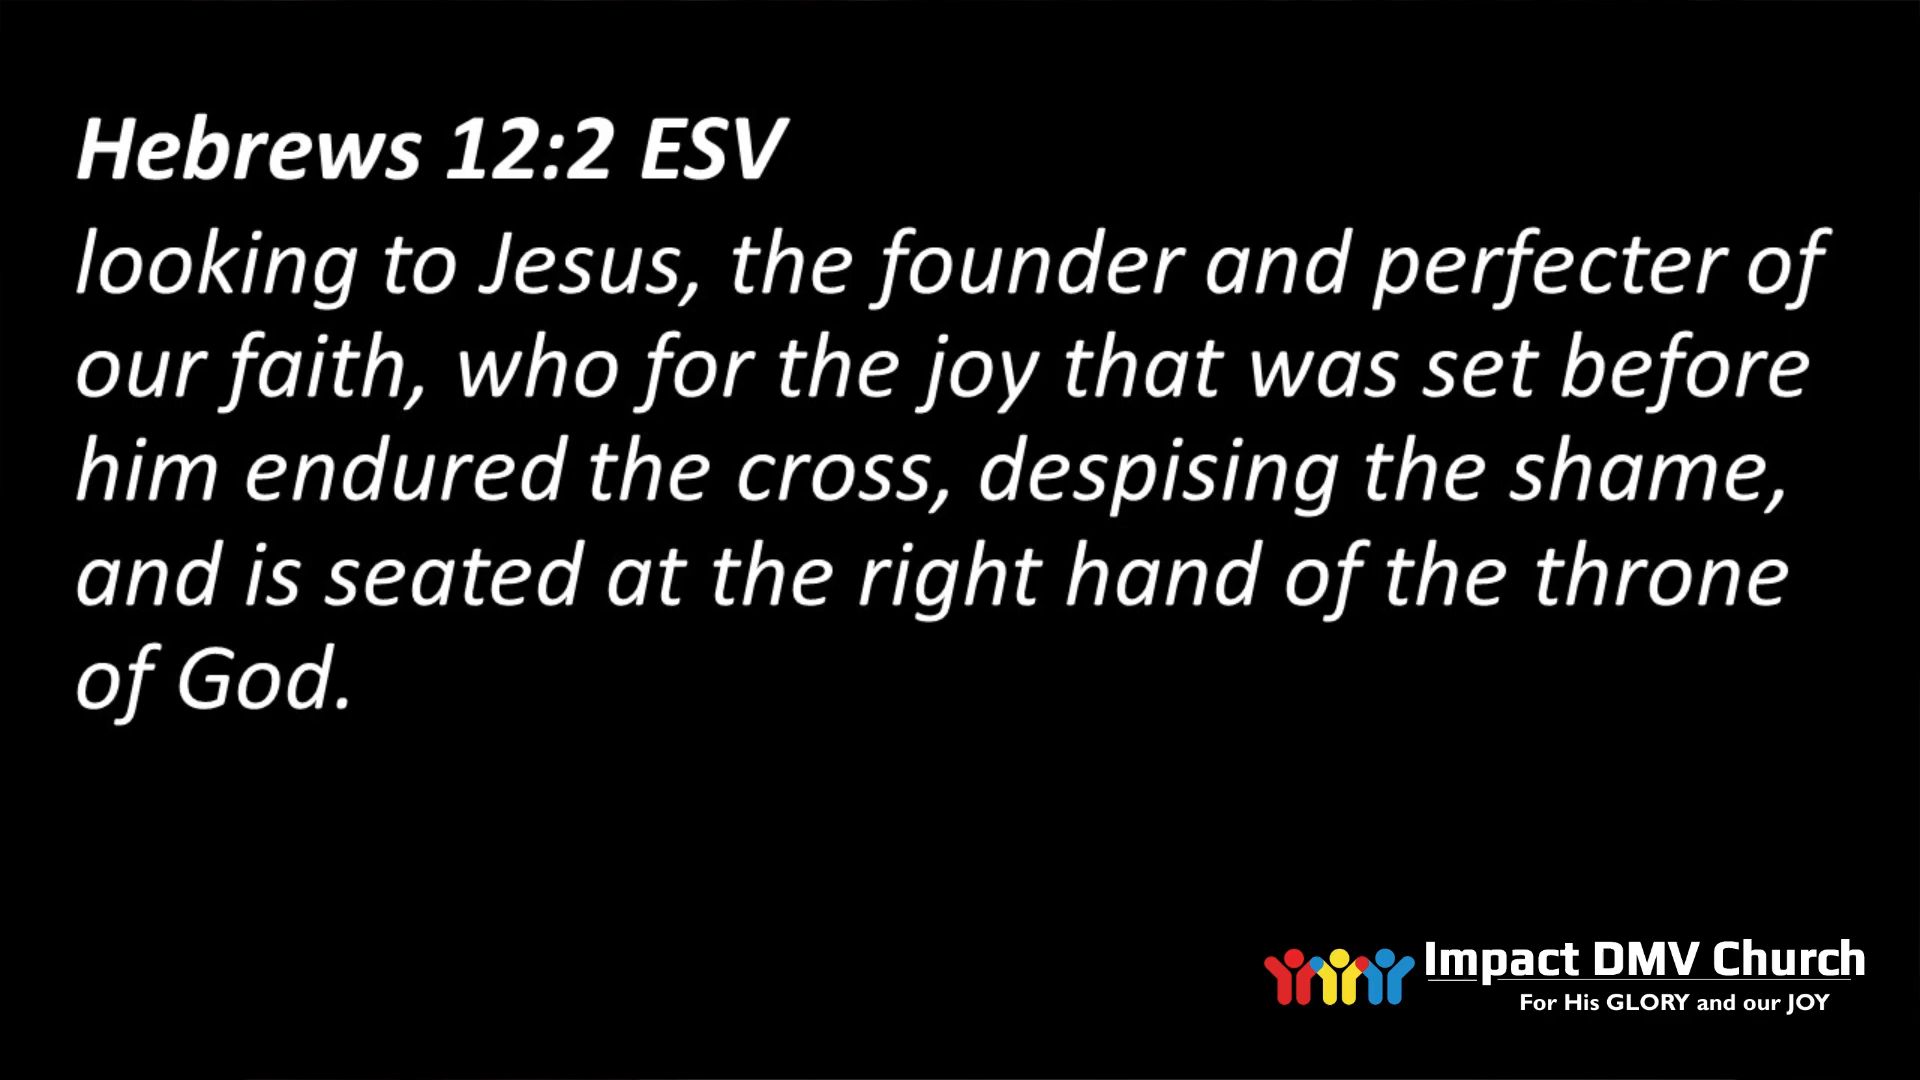 Hebrews 12:2 ESV
looking to Jesus, the founder and perfecter of
our faith, who for the joy that was set before
him endured the cross, despising the shame,
and is seated at the right hand of the throne
of God.
Impact DMV Church
For His GLORY and our JOY